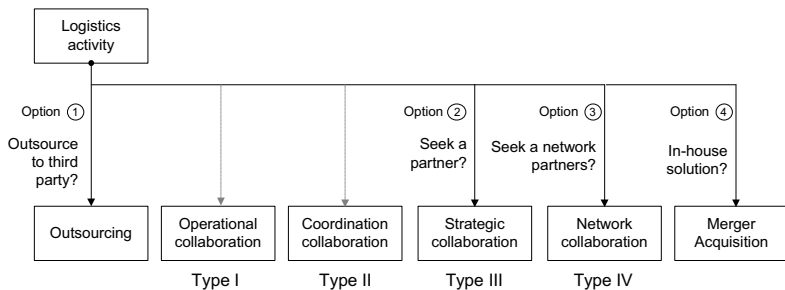 Logistics
activity
Option 1
Outsource
to third
party?
Option 2
Seek a
partner?
Option 3
Seek a network
partners?
Option 4
In-house
solution?
Outsourcing
Operational
collaboration
Coordination
collaboration
Strategic
collaboration
Network
collaboration
Merger
Acquisition
Type I
Type II
Type III
Type IV